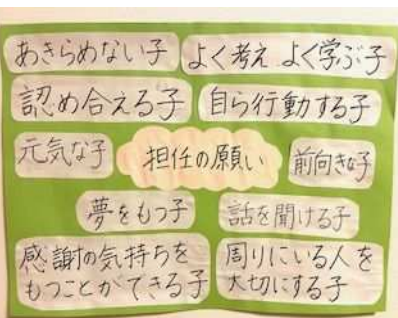 あきらめない子
よく考え よく学ぶ子
認め合える子
自ら行動する子
元気な子
担任の願い
前向きな子
夢をもつ子
話を聞ける子
感謝の気持ちを
もつことができる子
周りにいる人を
大切にする子